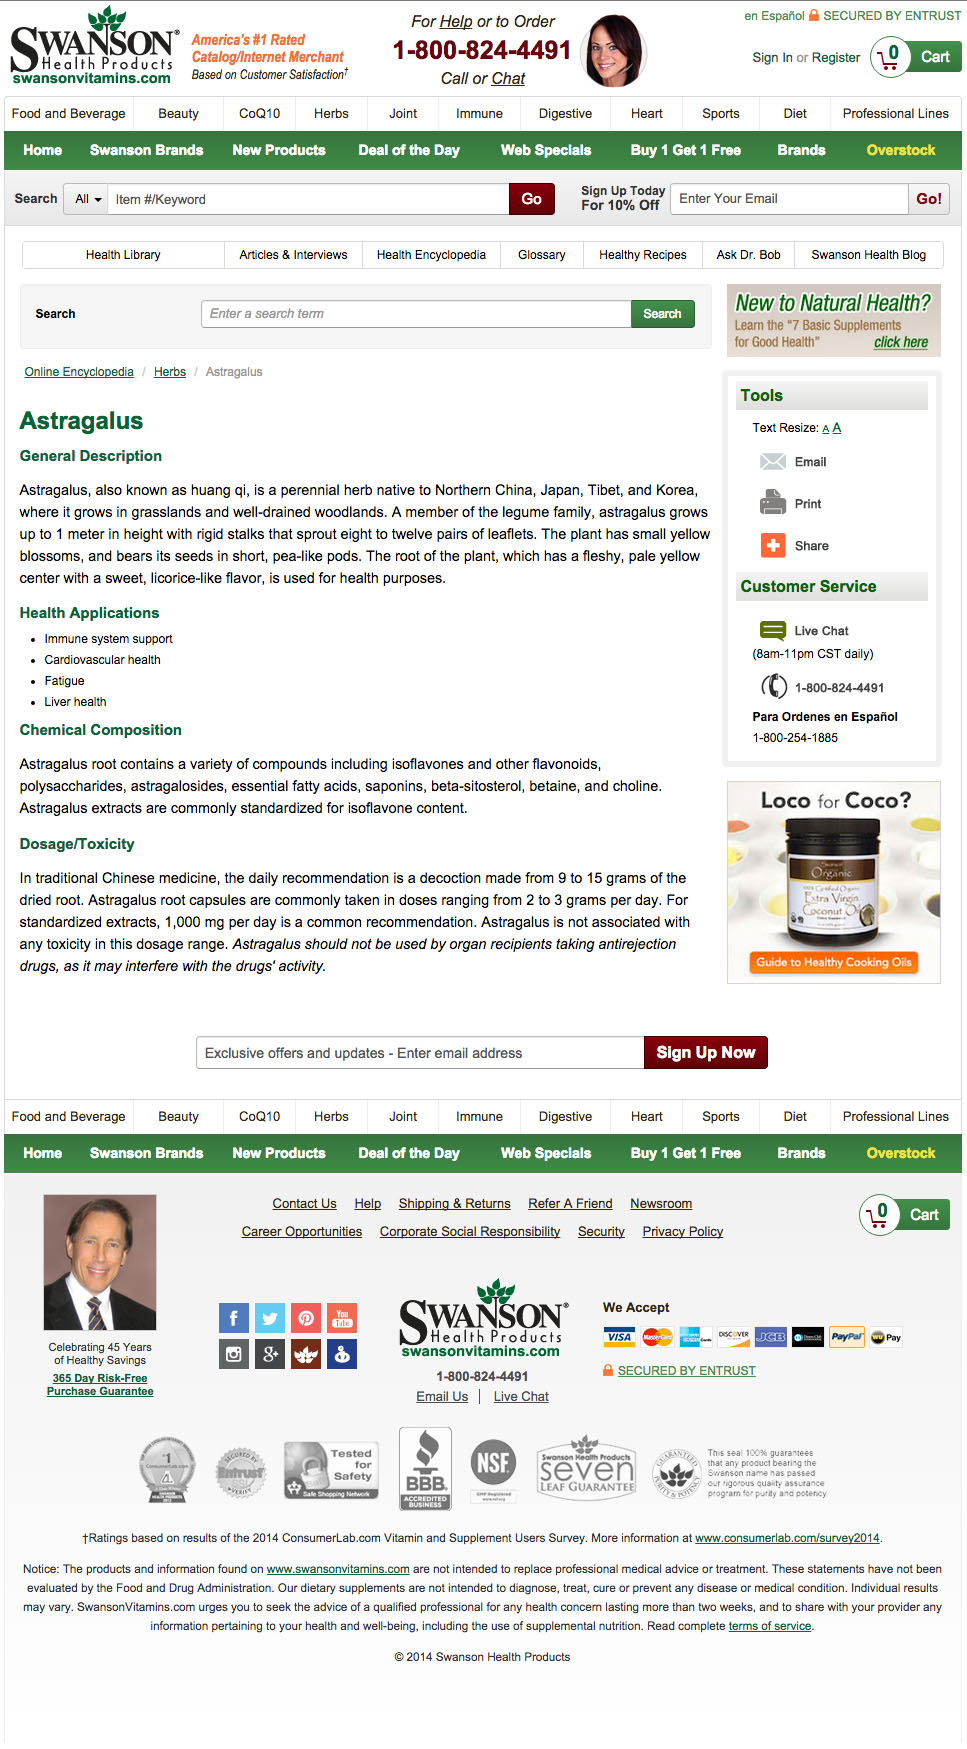 SWANSON®
Health Products
swansonvitamins.com
America's #1 Rated
Catalog/Internet Merchant
Based on Customer Satisfaction†
For Help or to Order
1-800-824-4491
Call or Chat
en Español SECURED BY ENTRUST
Sign In or Register
0 Cart
Food and Beverage Beauty CoQ10 Herbs Joint Immune Digestive Heart Sports Diet Professional Lines
Home Swanson Brands New Products Deal of the Day Web Specials Buy 1 Get 1 Free Brands Overstock
Search All Item #/Keyword Go
Sign Up Today
For 10% Off
Enter Your Email Go!
Health Library Articles & Interviews Health Encyclopedia Glossary Healthy Recipes Ask Dr. Bob Swanson Health Blog
Search Enter a search term Search
New to Natural Health?
Learn the "7 Basic Supplements
for Good Health" click here
Online Encyclopedia / Herbs / Astragalus
Astragalus
General Description
Astragalus, also known as huang qi, is a perennial herb native to Northern China, Japan, Tibet, and Korea,
where it grows in grasslands and well-drained woodlands. A member of the legume family, astragalus grows
up to 1 meter in height with rigid stalks that sprout eight to twelve pairs of leaflets. The plant has small yellow
blossoms, and bears its seeds in short, pea-like pods. The root of the plant, which has a fleshy, pale yellow
center with a sweet, licorice-like flavor, is used for health purposes.
Health Applications
• Immune system support
• Cardiovascular health
• Fatigue
• Liver health
Chemical Composition
Astragalus root contains a variety of compounds including isoflavones and other flavonoids,
polysaccharides, astragalosides, essential fatty acids, saponins, beta-sitosterol, betaine, and choline.
Astragalus extracts are commonly standardized for isoflavone content.
Dosage/Toxicity
In traditional Chinese medicine, the daily recommendation is a decoction made from 9 to 15 grams of the
dried root. Astragalus root capsules are commonly taken in doses ranging from 2 to 3 grams per day. For
standardized extracts, 1,000 mg per day is a common recommendation. Astragalus is not associated with
any toxicity in this dosage range. Astragalus should not be used by organ recipients taking antirejection
drugs, as it may interfere with the drugs' activity.
Tools
Text Resize: A A
Email
Print
Share
Customer Service
Live Chat
(8am-11pm CST daily)
1-800-824-4491
Para Ordenes en Español
1-800-254-1885
Loco for Coco?
Swanson
Organic
100% Certified Organic
Extra Virgin
Coconut Oil
Guide to Healthy Cooking Oils
Exclusive offers and updates - Enter email address Sign Up Now
Food and Beverage Beauty CoQ10 Herbs Joint Immune Digestive Heart Sports Diet Professional Lines
Home Swanson Brands New Products Deal of the Day Web Specials Buy 1 Get 1 Free Brands Overstock
Contact Us Help Shipping & Returns Refer A Friend Newsroom
Career Opportunities Corporate Social Responsibility Security Privacy Policy
0 Cart
Celebrating 45 Years
of Healthy Savings
365 Day Risk-Free
Purchase Guarantee
You Tube
SWANSON®
Health Products
swansonvitamins.com
1-800-824-4491
Email Us | Live Chat
We Accept
VISA MasterCard DISCOVER JCB PayPal WU Pay
SECURED BY ENTRUST
SECURED BY
Entrust
SSL
VERIFY
Tested
for
Safety
Safe Shopping Network
BBB
ACCREDITED
BUSINESS
NSF
Swanson Health Products
seven
LEAF GUARANTEE
GUARANTEED
PURITY & POTENCY
This seal 100% guarantees
that any product bearing the
Swanson name has passed
our rigorous quality assurance
program for purity and potency
†Ratings based on results of the 2014 ConsumerLab.com Vitamin and Supplement Users Survey. More information at www.consumerlab.com/survey2014.
Notice: The products and information found on www.swansonvitamins.com are not intended to replace professional medical advice or treatment. These statements have not been
evaluated by the Food and Drug Administration. Our dietary supplements are not intended to diagnose, treat, cure or prevent any disease or medical condition. Individual results
may vary. SwansonVitamins.com urges you to seek the advice of a qualified professional for any health concern lasting more than two weeks, and to share with your provider any
information pertaining to your health and well-being, including the use of supplemental nutrition. Read complete terms of service.
© 2014 Swanson Health Products